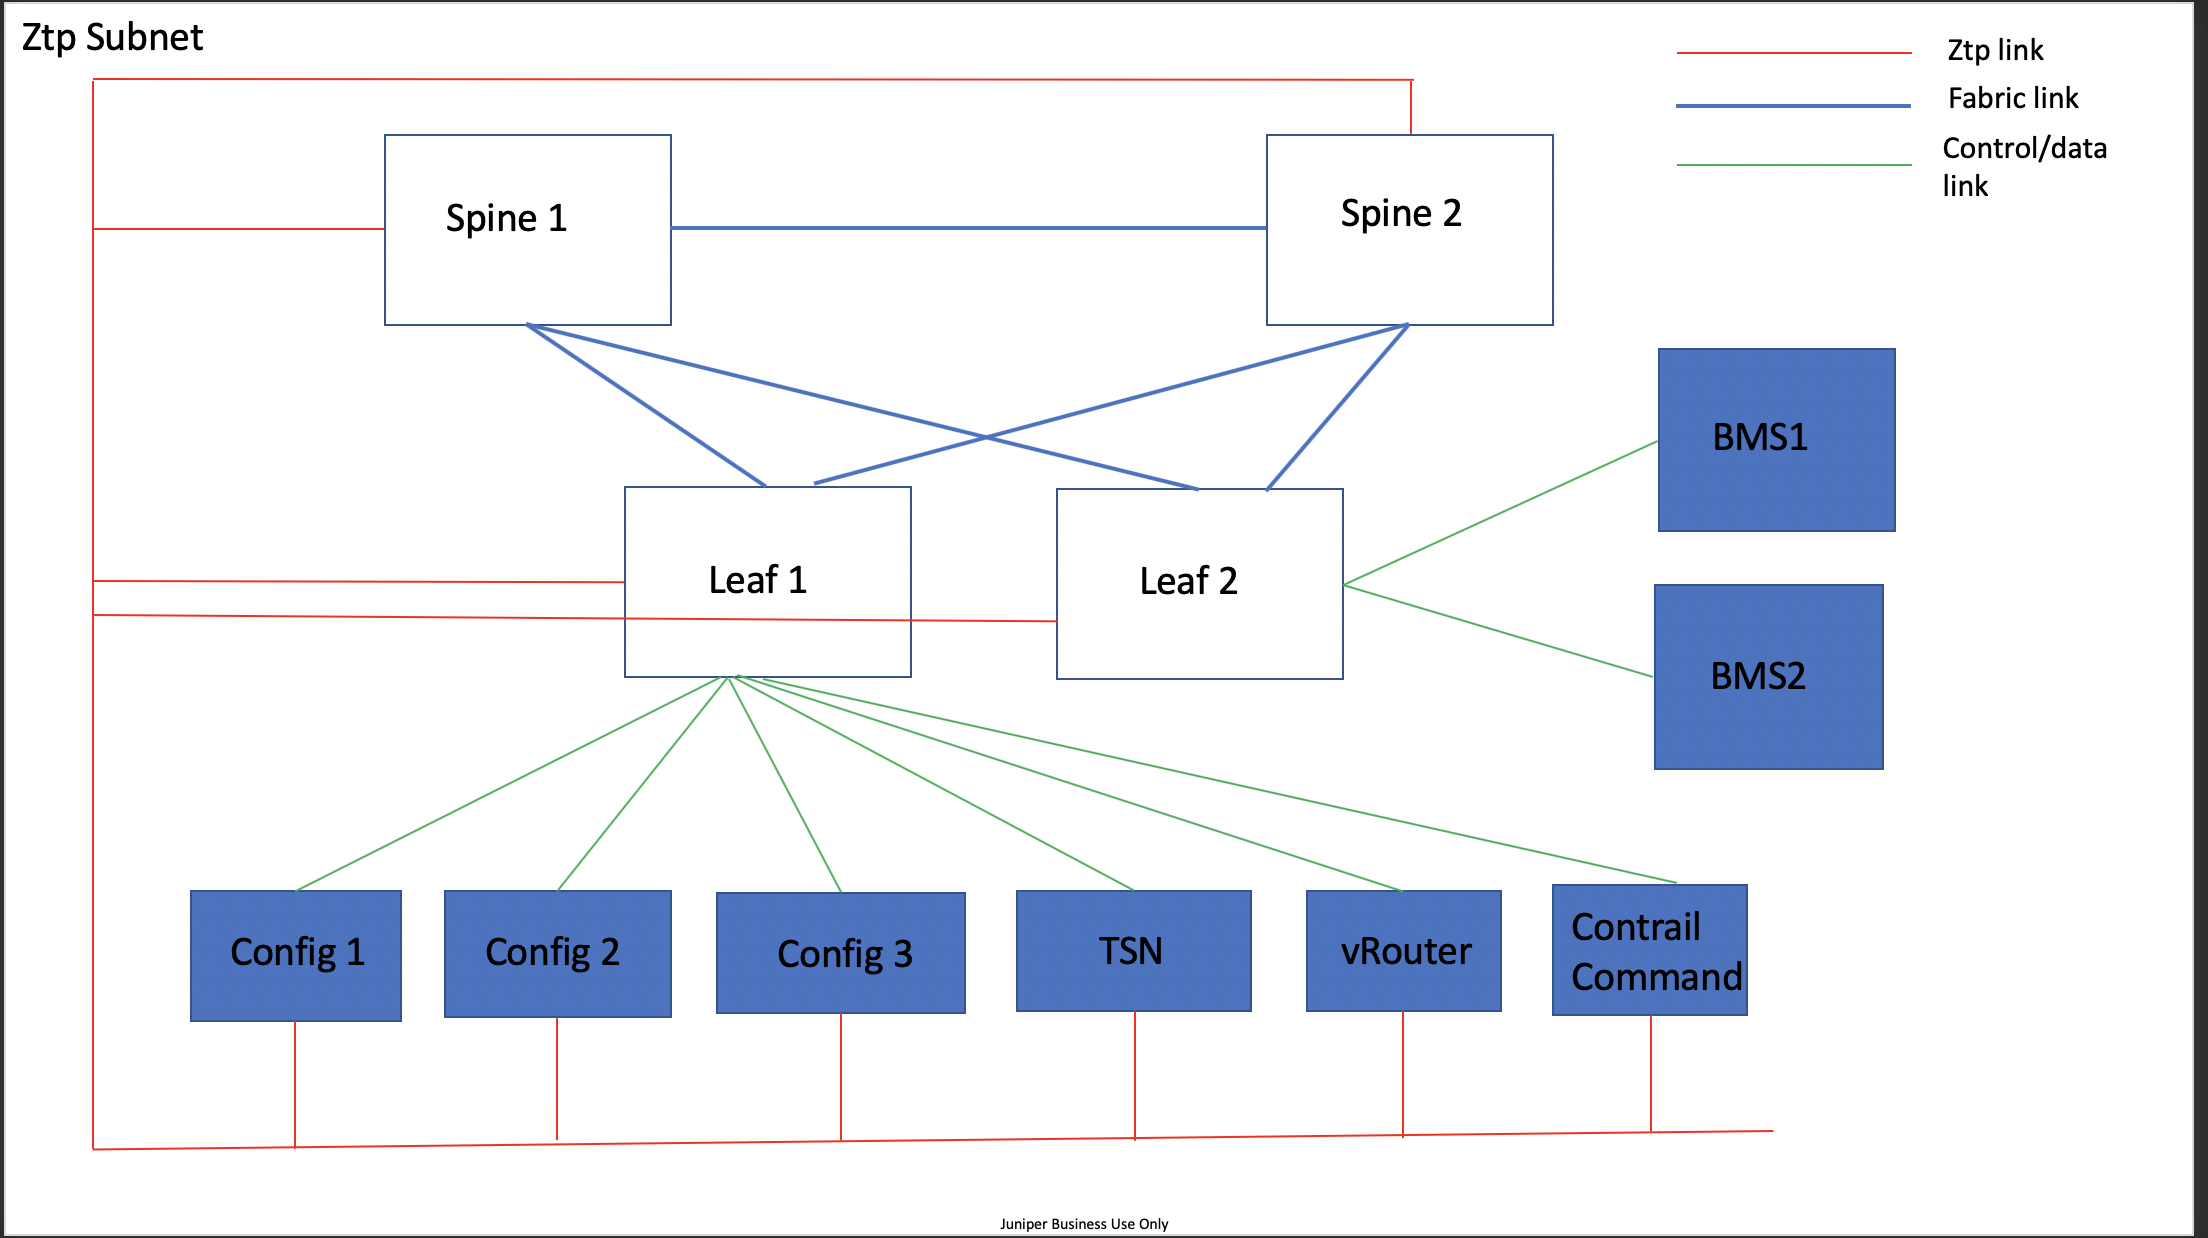 Ztp Subnet
Ztp link
Fabric link
Control/data
link
Spine 1
Spine 2
BMS1
Leaf 1
Leaf 2
BMS2
Config 1
Config 2
Config 3
TSN
vRouter
Contrail
Command
Juniper Business Use Only